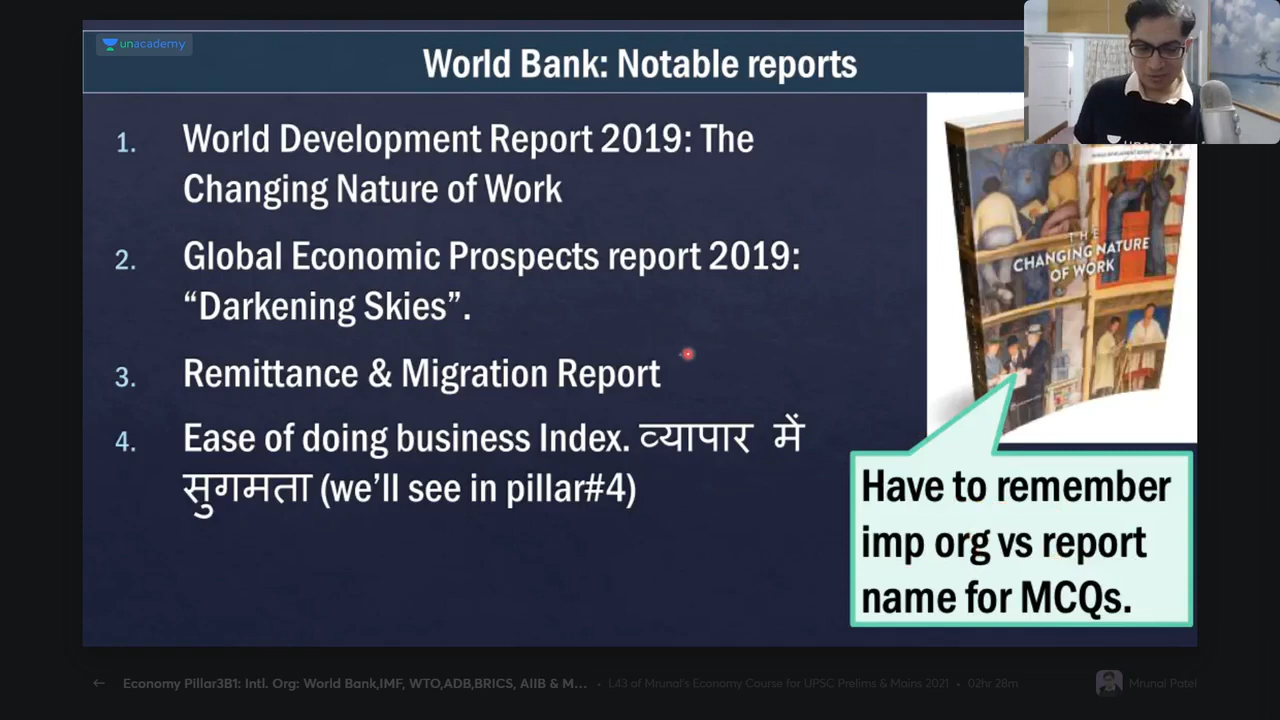 unacademy
World Bank: Notable reports
1. World Development Report 2019: The
Changing Nature of Work
2. Global Economic Prospects report 2019:
“Darkening Skies”.
3. Remittance & Migration Report
4. Ease of doing business Index. व्यापार में
सुगमता (we’ll see in pillar#4)
THE
CHANGING NATURE
OF WORK
Have to remember
imp org vs report
name for MCQs.
← Economy Pillar3B1: Intl. Org: World Bank,IMF, WTO,ADB,BRICS, AIIB & M... • L43 of Mrunal's Economy Course for UPSC Prelims & Mains 2021 • 02hr 28m
Mrunal Patel